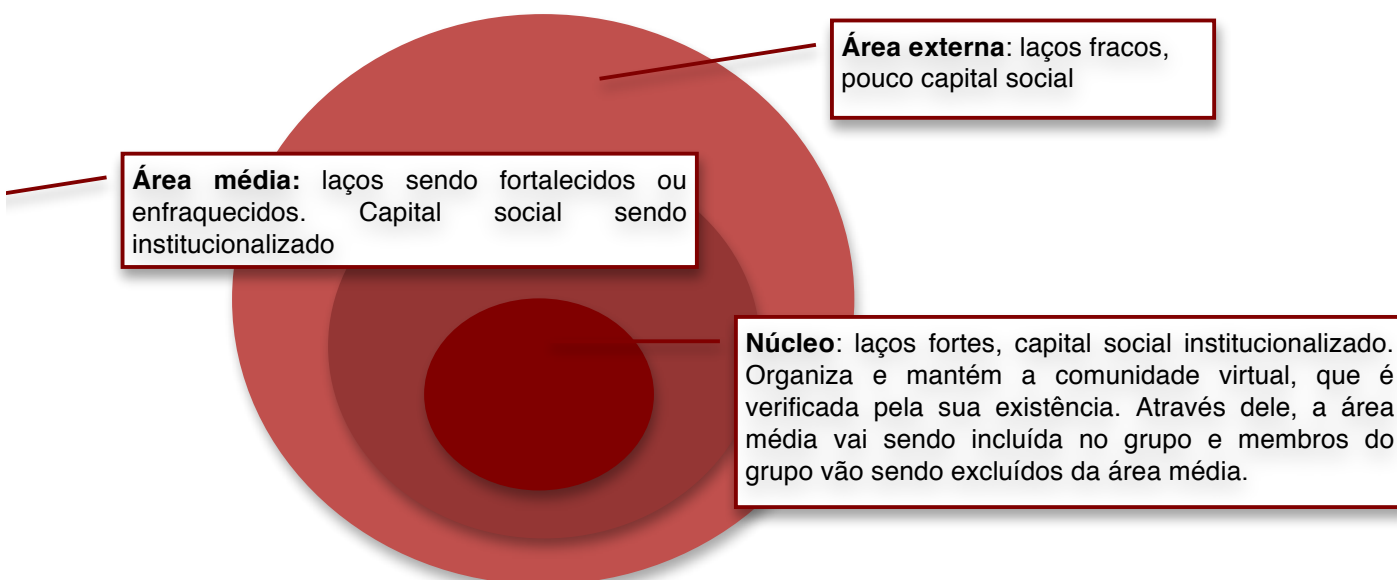 Área externa: laços fracos,
pouco capital social
Área média: laços sendo fortalecidos ou
enfraquecidos. Capital social sendo
institucionalizado
Núcleo: laços fortes, capital social institucionalizado.
Organiza e mantém a comunidade virtual, que é
verificada pela sua existência. Através dele, a área
média vai sendo incluída no grupo e membros do
grupo vão sendo excluídos da área média.